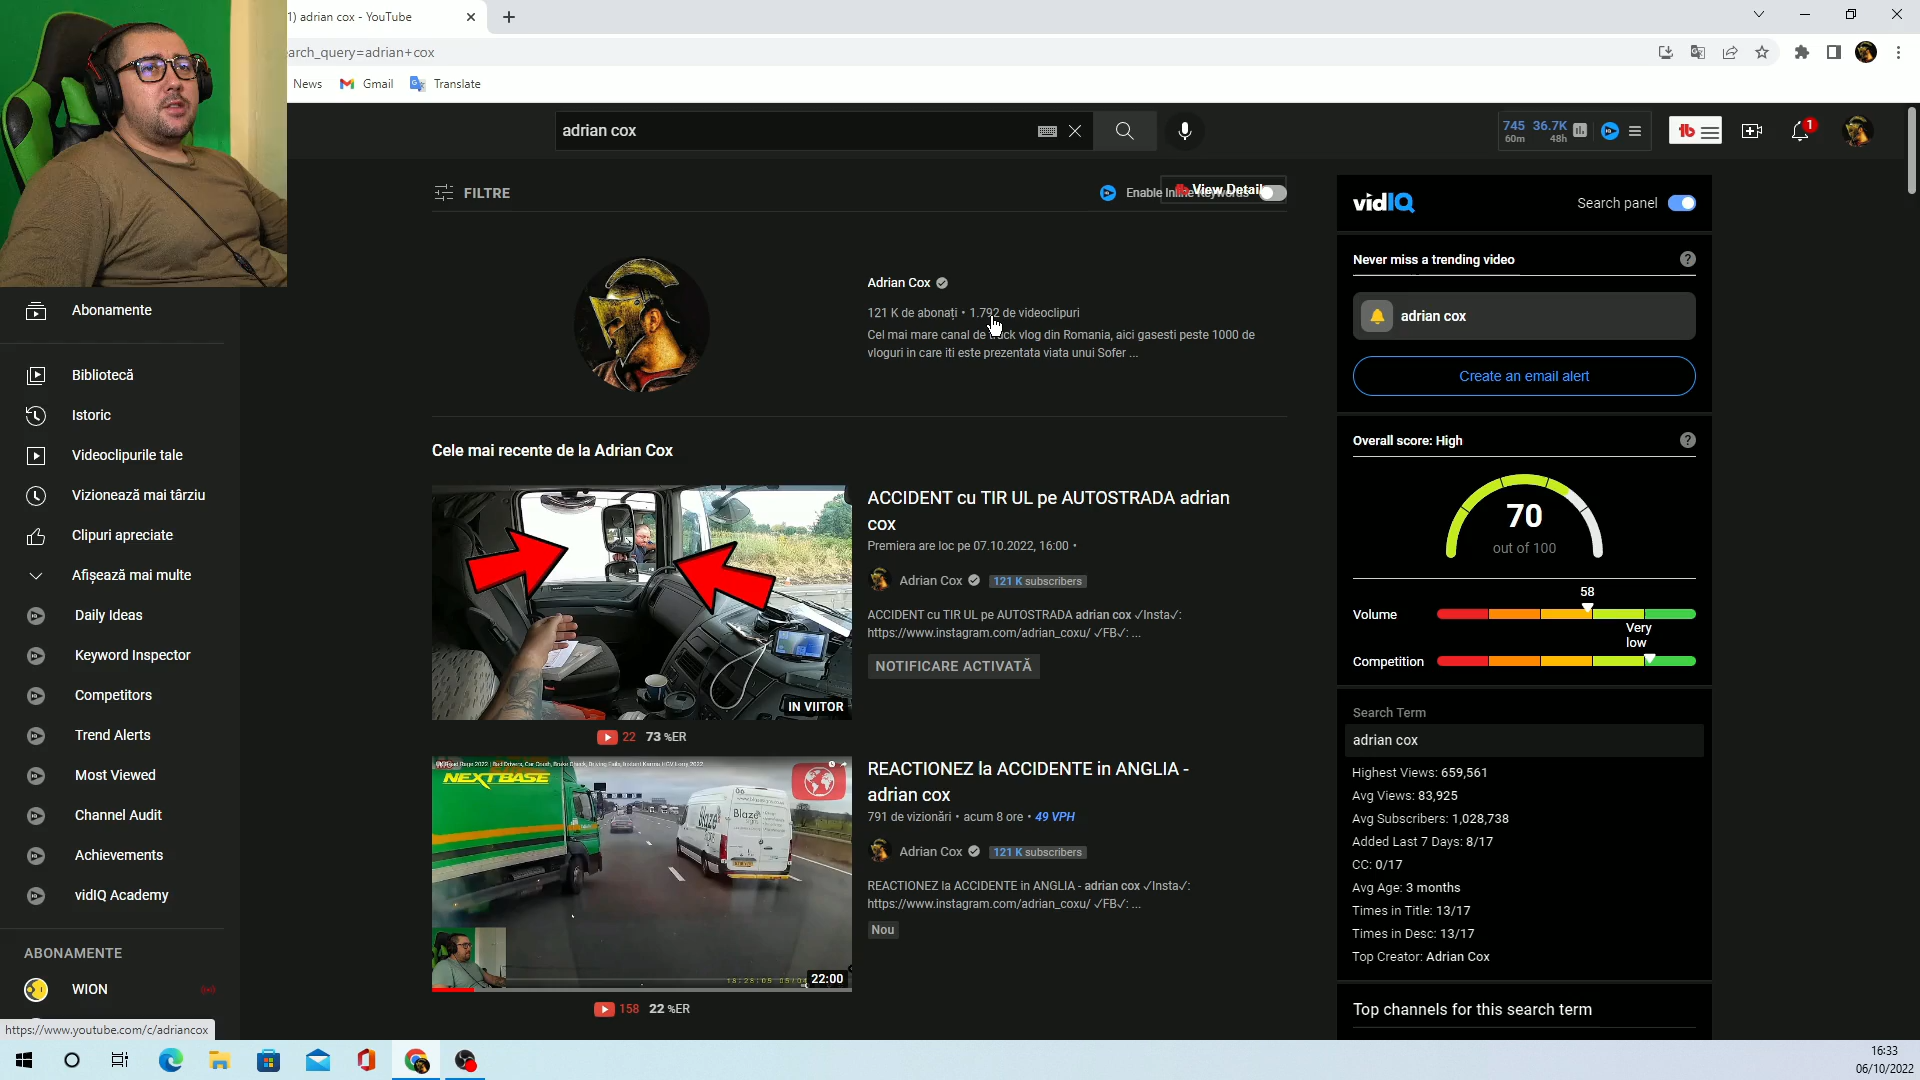 1) adrian cox - YouTube
earch_query=adrian+cox
News
Gmail
Translate
adrian cox
745 36.7K
60m 48h
1
FILTRE
Enable Inline Keywords
View Detail
vidIQ
Search panel
Abonamente
Bibliotecă
Istoric
Videoclipurile tale
Vizionează mai târziu
Clipuri apreciate
Afișează mai multe
Daily Ideas
Keyword Inspector
Competitors
Trend Alerts
Most Viewed
Channel Audit
Achievements
vidIQ Academy
ABONAMENTE
WION
https://www.youtube.com/c/adriancox
Adrian Cox
121 K de abonați • 1.792 de videoclipuri
Cel mai mare canal de truck vlog din Romania, aici gasesti peste 1000 de
vloguri in care iti este prezentata viata unui Sofer ...
Cele mai recente de la Adrian Cox
IN VIITOR
22 73 %ER
ACCIDENT cu TIR UL pe AUTOSTRADA adrian
cox
Premiera are loc pe 07.10.2022, 16:00 •
Adrian Cox 121 K subscribers
ACCIDENT cu TIR UL pe AUTOSTRADA adrian cox ✓Insta✓:
https://www.instagram.com/adrian_coxu/ ✓FB✓: ...
NOTIFICARE ACTIVATĂ
NEXTBASE
Blaze
22:00
158 22 %ER
REACTIONEZ la ACCIDENTE in ANGLIA -
adrian cox
791 de vizionări • acum 8 ore • 49 VPH
Adrian Cox 121 K subscribers
REACTIONEZ la ACCIDENTE in ANGLIA - adrian cox ✓Insta✓:
https://www.instagram.com/adrian_coxu/ ✓FB✓: ...
Nou
Never miss a trending video
?
adrian cox
Create an email alert
Overall score: High
?
70
out of 100
58
Volume
Very
low
Competition
Search Term
adrian cox
Highest Views: 659,561
Avg Views: 83,925
Avg Subscribers: 1,028,738
Added Last 7 Days: 8/17
CC: 0/17
Avg Age: 3 months
Times in Title: 13/17
Times in Desc: 13/17
Top Creator: Adrian Cox
Top channels for this search term
16:33
06/10/2022